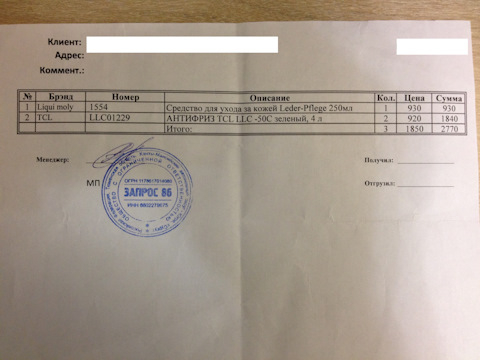 Клиент:
Адрес:
Коммент.:
№ Брэнд Номер Описание Кол. Цена Сумма
1 Liqui moly 1554 Средство для ухода за кожей Leder-Pflege 250мл 1 930 930
2 TCL LLC01229 АНТИФРИЗ TCL LLC -50C зеленый, 4 л 2 920 1840
Итого: 3 1850 2770
Менеджер: Получил:
МП Отгрузил:
ЗАПРОС 86